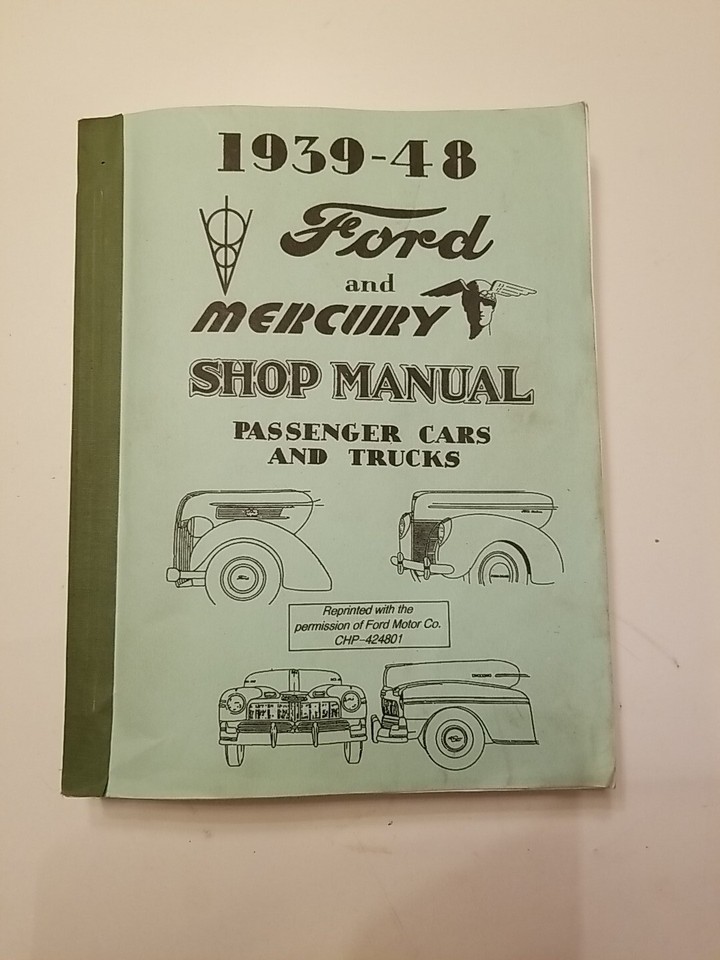 1939-48
Ford
and
MERCURY
SHOP MANUAL
PASSENGER CARS
AND TRUCKS
Reprinted with the
permission of Ford Motor Co.
CHP-424801